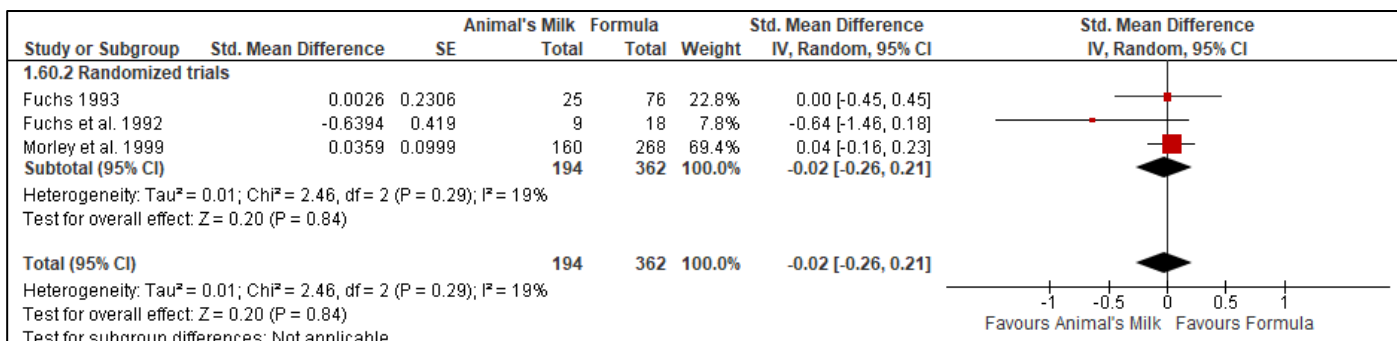 Animal's Milk Formula Std. Mean Difference Std. Mean Difference
Study or Subgroup Std. Mean Difference SE Total Total Weight IV, Random, 95% CI IV, Random, 95% CI
1.60.2 Randomized trials
Fuchs 1993 0.0026 0.2306 25 76 22.8% 0.00 [-0.45, 0.45]
Fuchs et al. 1992 -0.6394 0.419 9 18 7.8% -0.64 [-1.46, 0.18]
Morley et al. 1999 0.0359 0.0999 160 268 69.4% 0.04 [-0.16, 0.23]
Subtotal (95% CI) 194 362 100.0% -0.02 [-0.26, 0.21]
Heterogeneity: Tau² = 0.01; Chi² = 2.46, df = 2 (P = 0.29); I² = 19%
Test for overall effect: Z = 0.20 (P = 0.84)
Total (95% CI) 194 362 100.0% -0.02 [-0.26, 0.21]
Heterogeneity: Tau² = 0.01; Chi² = 2.46, df = 2 (P = 0.29); I² = 19%
-1 -0.5 0 0.5 1
Test for overall effect: Z = 0.20 (P = 0.84)
Favours Animal's Milk Favours Formula
Test for subgroup differences: Not applicable